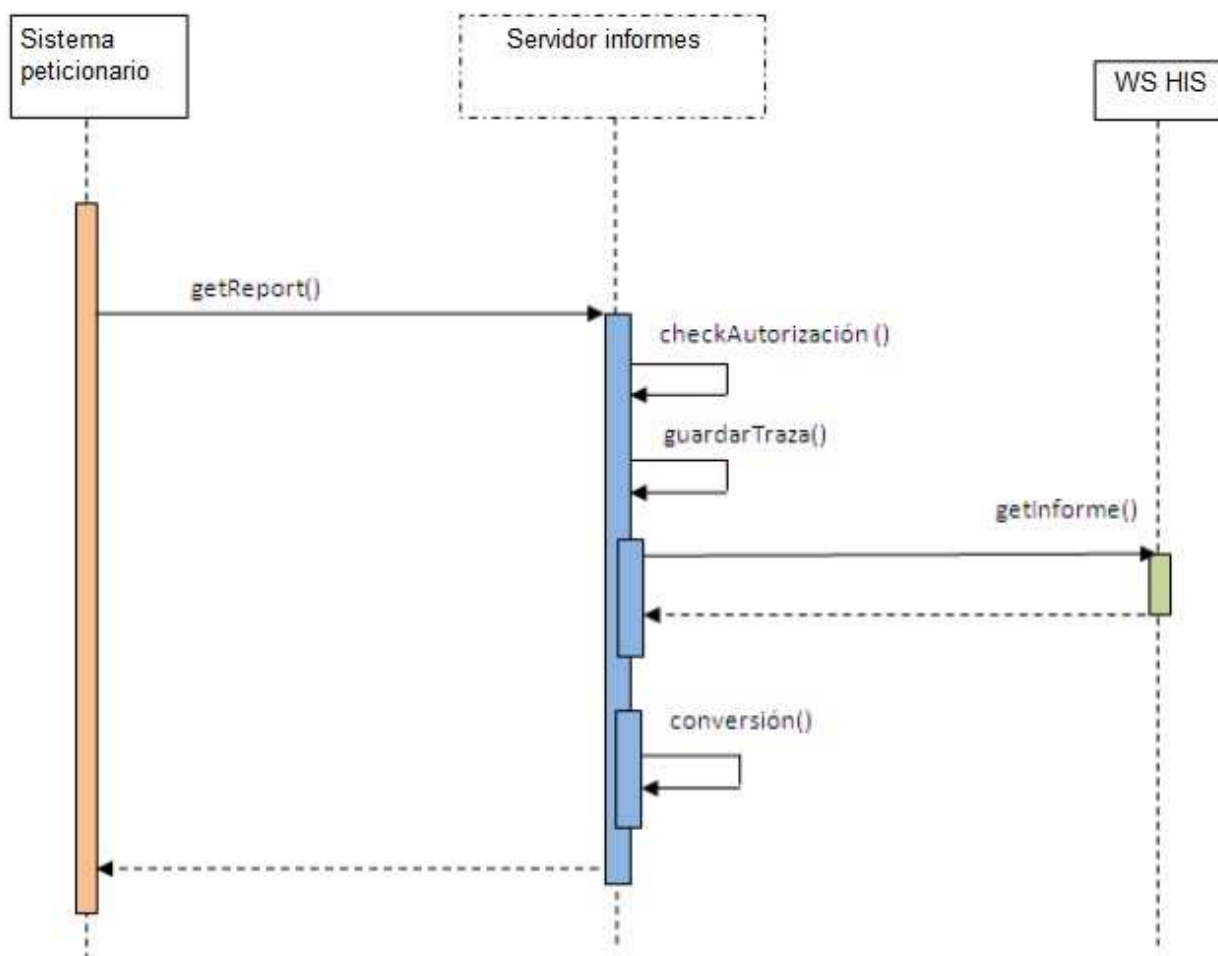 Sistema
peticionario
Servidor informes
WS HIS
getReport()
checkAutorización ()
guardarTraza()
getInforme()
conversión()